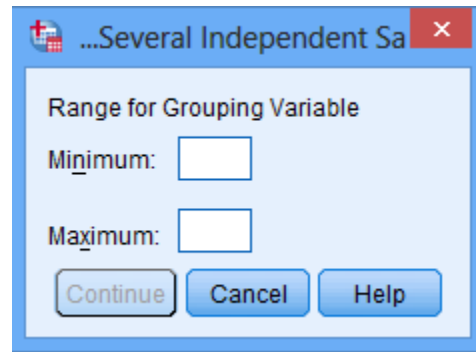 ...Several Independent Sa
Range for Grouping Variable
Minimum:
Maximum:
Continue Cancel Help